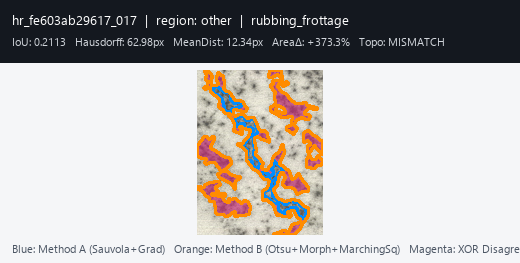 hr_fe603ab29617_017 | region: other | rubbing_frottage
IoU: 0.2113 Hausdorff: 62.98px MeanDist: 12.34px AreaΔ: +373.3% Topo: MISMATCH
Blue: Method A (Sauvola+Grad) Orange: Method B (Otsu+Morph+MarchingSq) Magenta: XOR Disagre